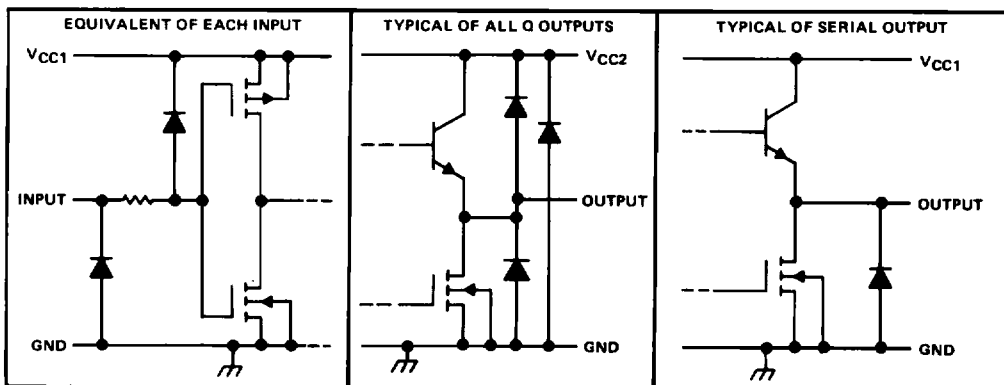 EQUIVALENT OF EACH INPUT
VCC1
INPUT
GND
TYPICAL OF ALL Q OUTPUTS
VCC2
OUTPUT
GND
TYPICAL OF SERIAL OUTPUT
VCC1
OUTPUT
GND